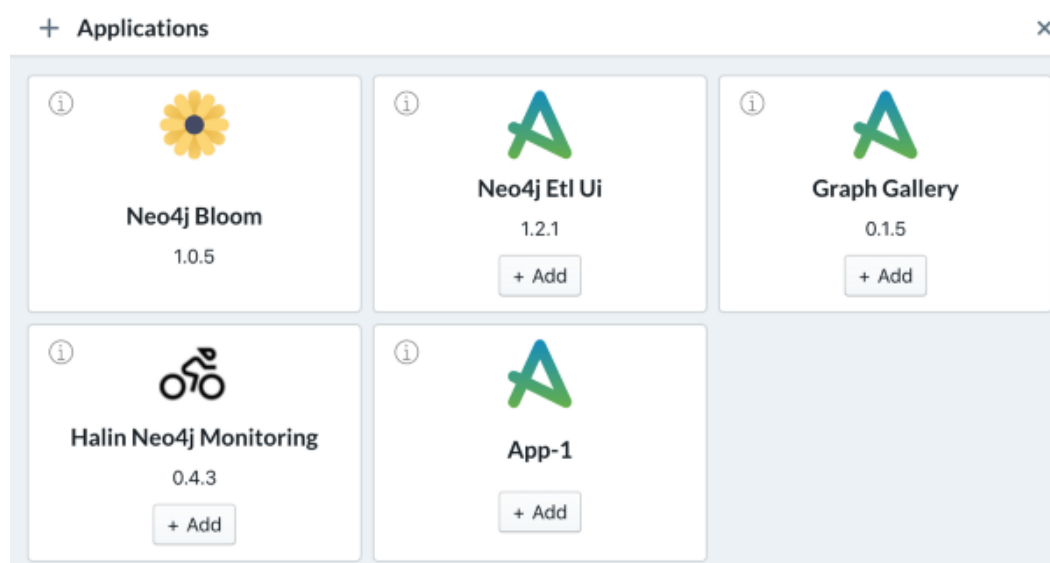 + Applications ×
Neo4j Bloom
1.0.5
Neo4j Etl Ui
1.2.1
+ Add
Graph Gallery
0.1.5
+ Add
Halin Neo4j Monitoring
0.4.3
+ Add
App-1
+ Add